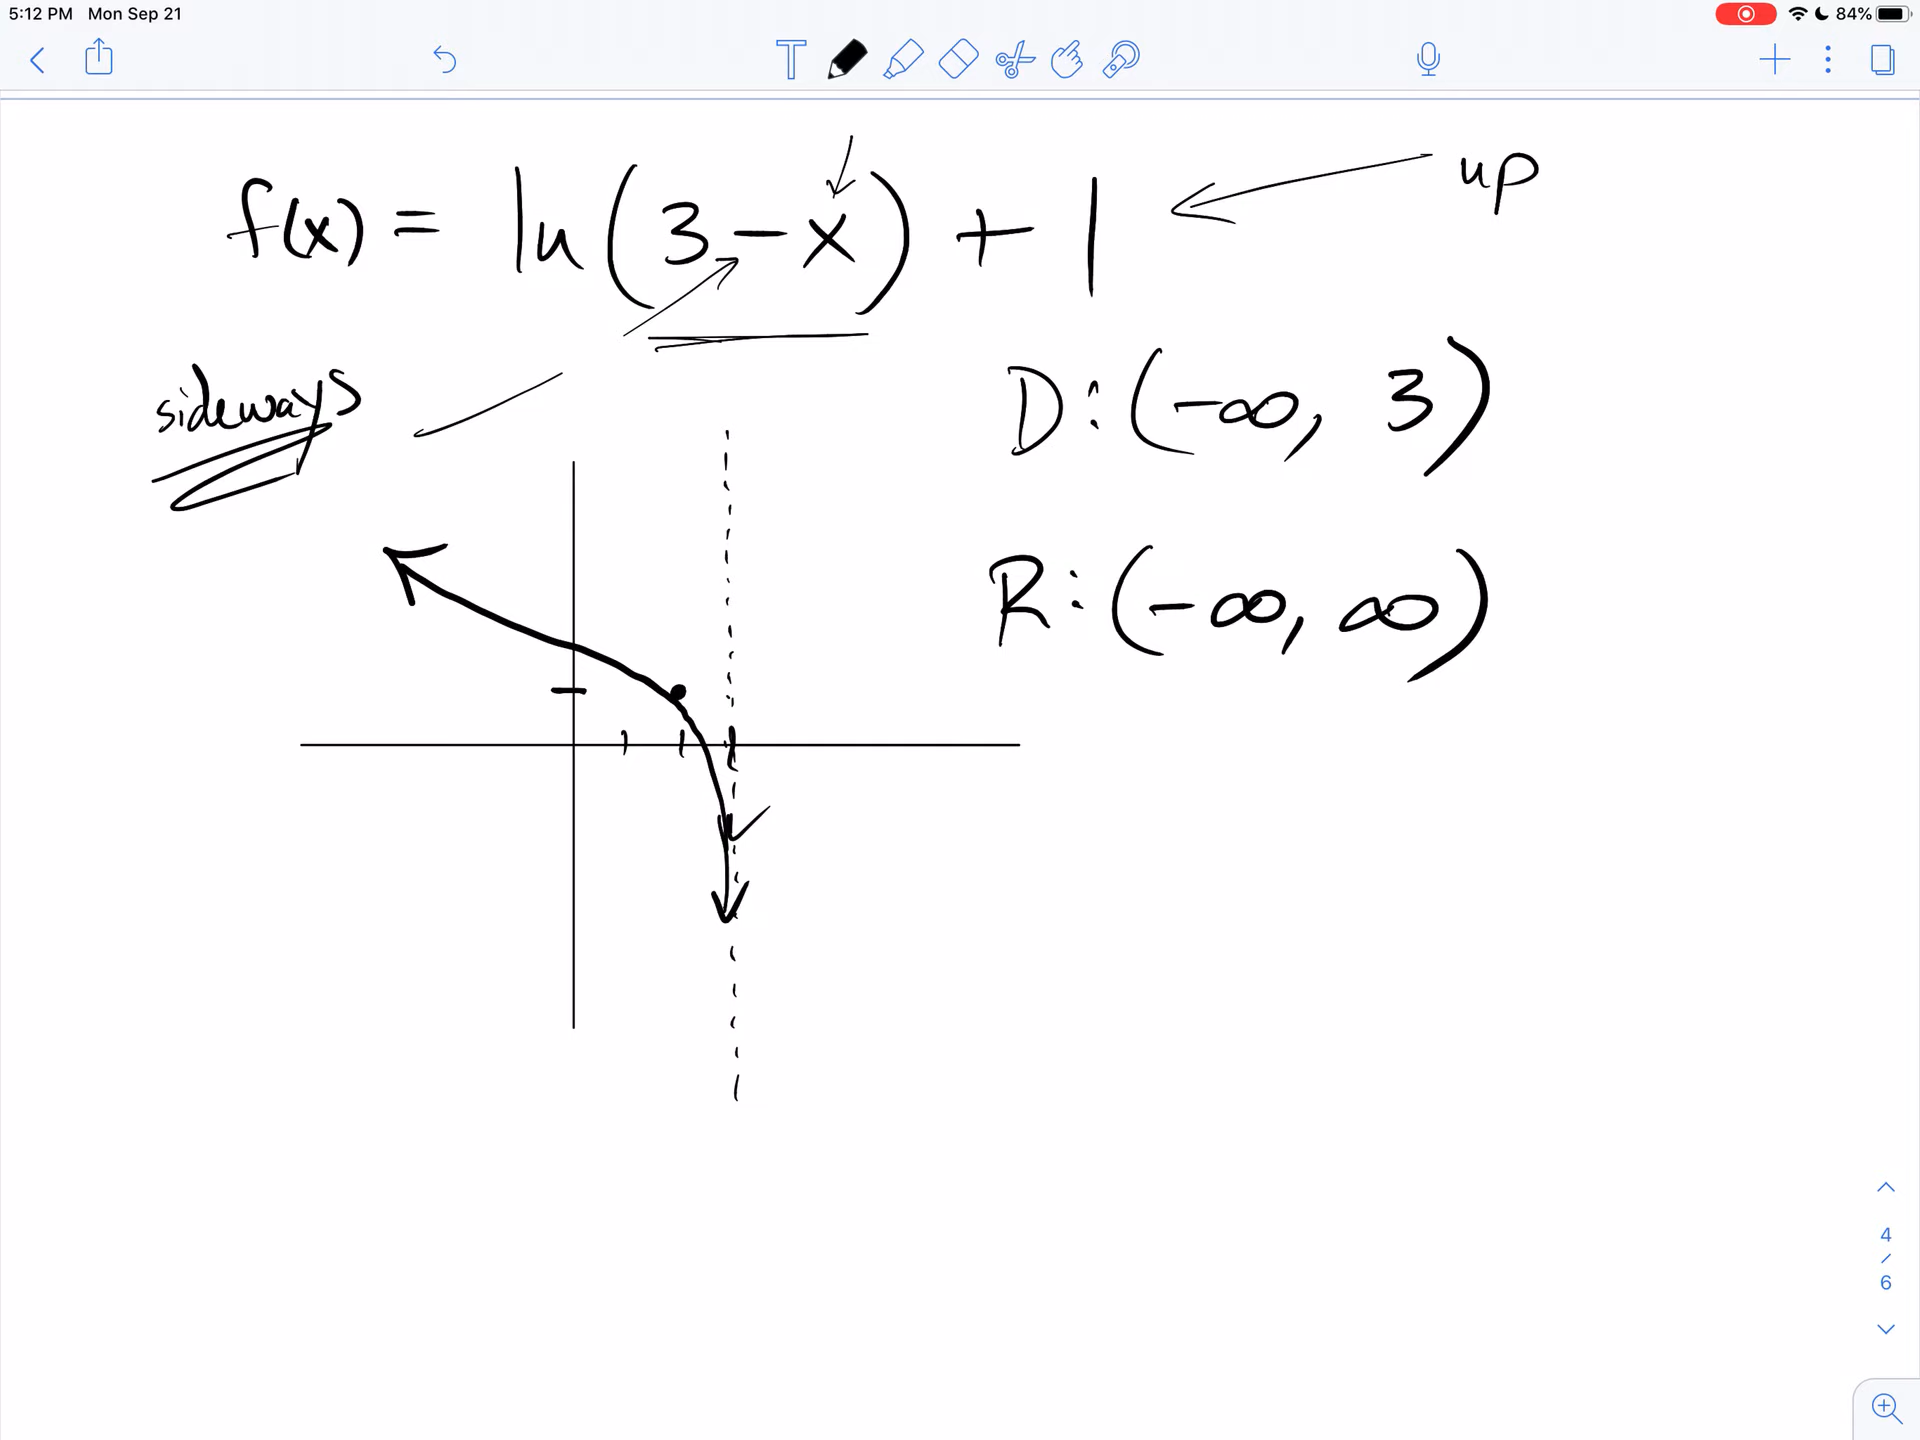 5:12 PM Mon Sep 21 84%
T
f(x) = ln(3-x) + 1
up
sideways
D: (-∞, 3)
R: (-∞, ∞)
4
/
6